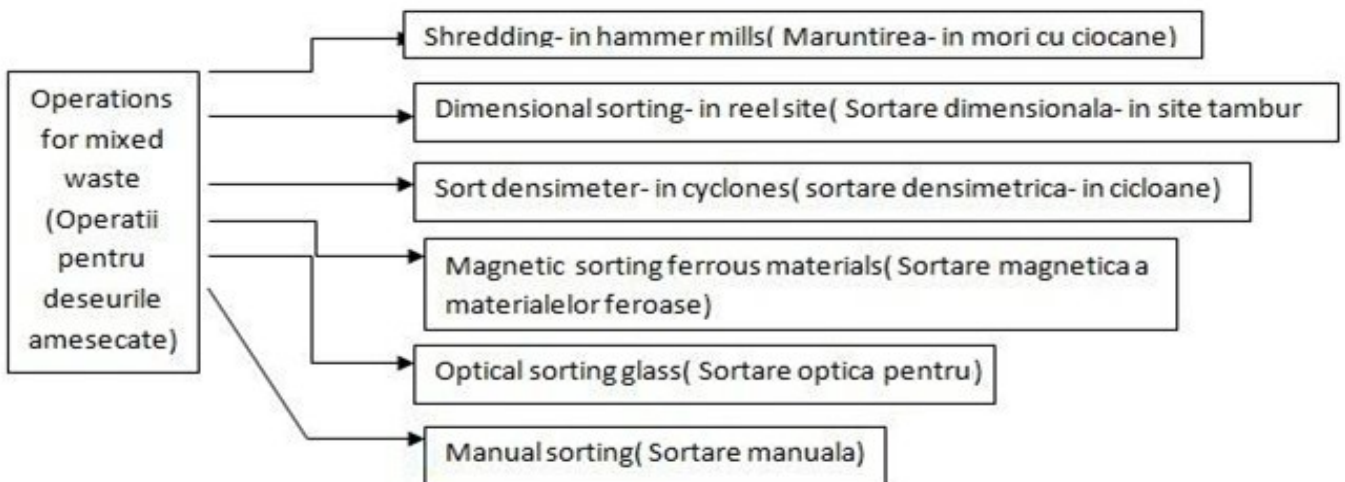 Operations
for mixed
waste
(Operatii
pentru
deseurile
amesecate)
Shredding- in hammer mills( Maruntirea- in mori cu ciocane)
Dimensional sorting- in reel site( Sortare dimensionala- in site tambur
Sort densimeter- in cyclones( sortare densimetrica- in cicloane)
Magnetic sorting ferrous materials( Sortare magnetica a
materialelor feroase)
Optical sorting glass( Sortare optica pentru)
Manual sorting( Sortare manuala)